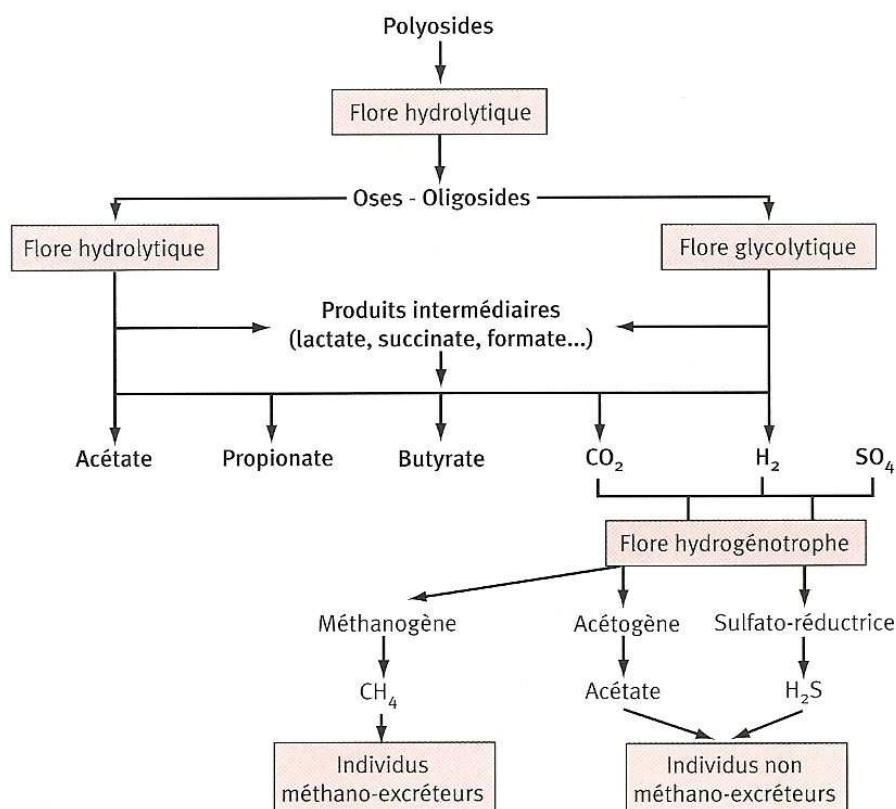 Polyosides
Flore hydrolytique
Oses - Oligosides
Flore hydrolytique
Flore glycolytique
Produits intermédiaires
(lactate, succinate, formate...)
Acétate
Propionate
Butyrate
CO₂
H₂
SO₄
Flore hydrogénotrophe
Méthanogène
Acétogène
Sulfato-réductrice
CH₄
Acétate
H₂S
Individus
méthano-excréteurs
Individus non
méthano-excréteurs